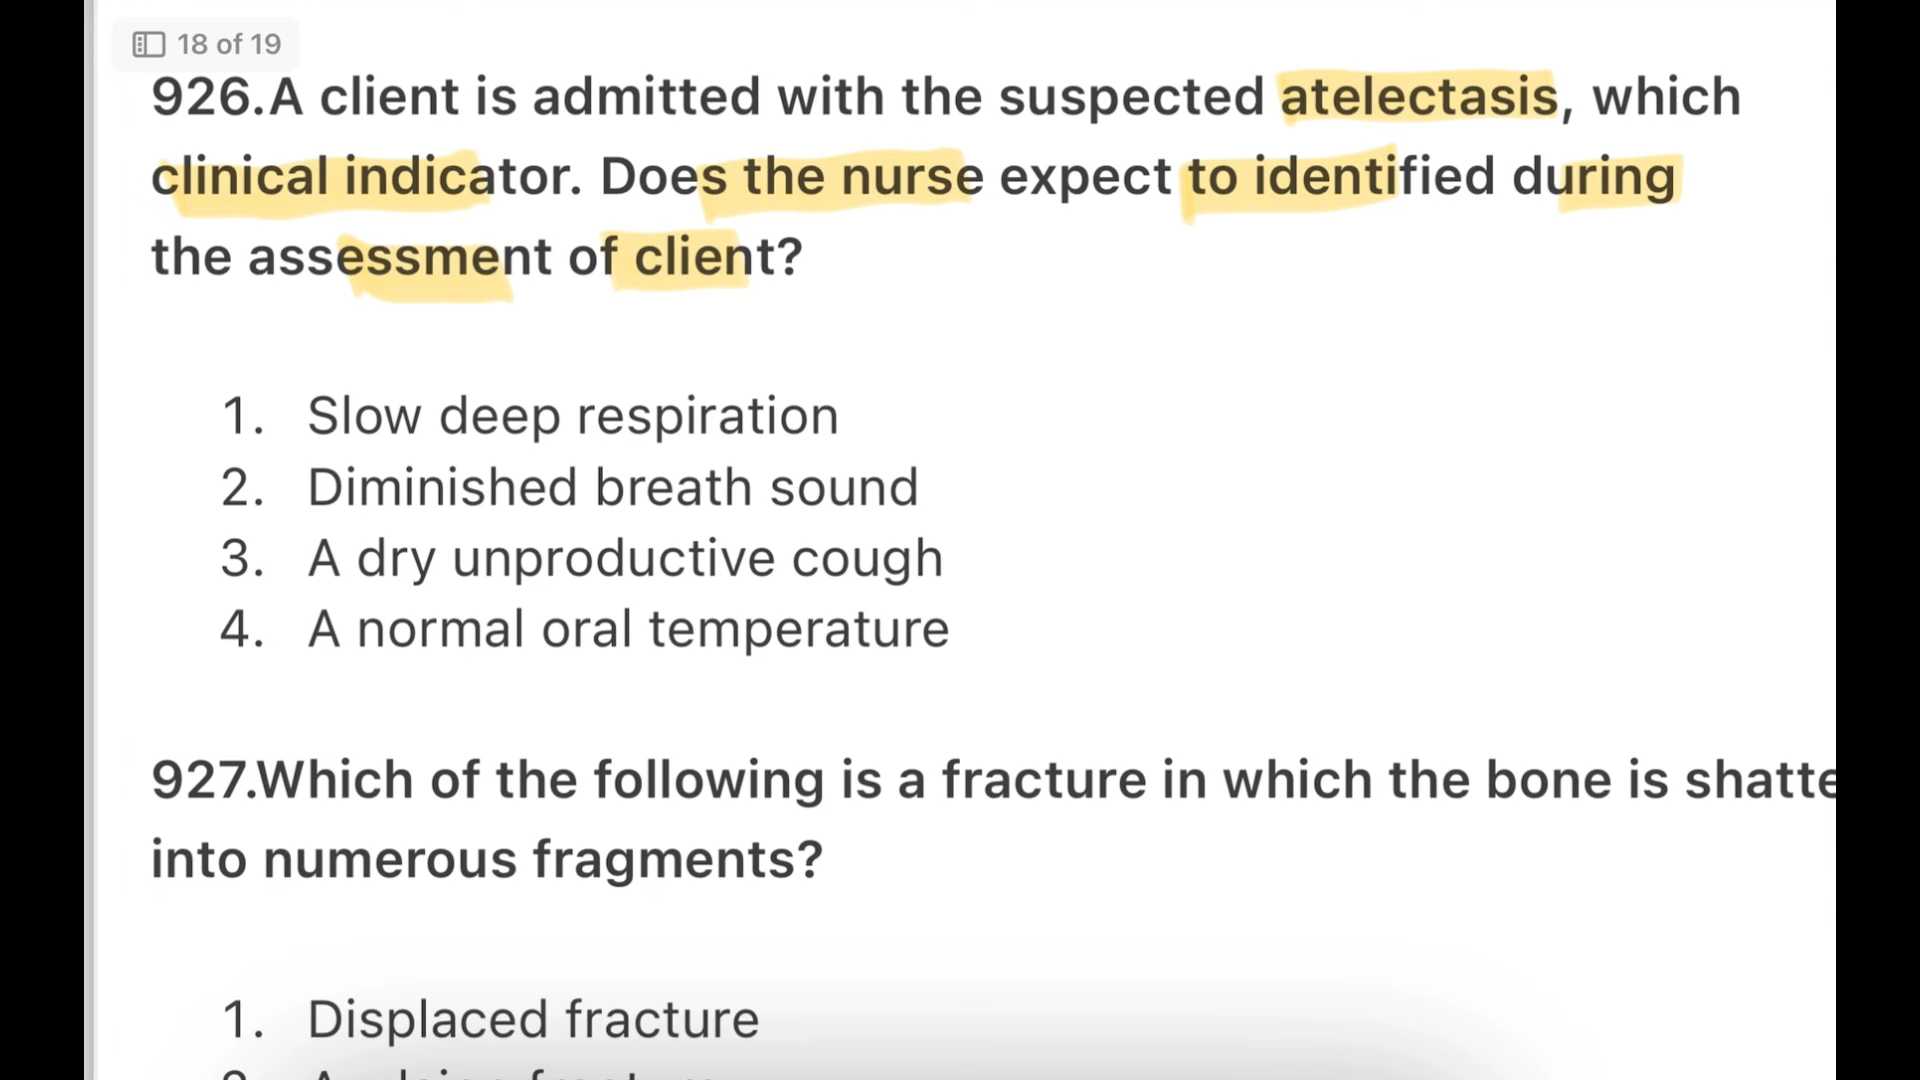 18 of 19
926.A client is admitted with the suspected atelectasis, which
clinical indicator. Does the nurse expect to identified during
the assessment of client?
1. Slow deep respiration
2. Diminished breath sound
3. A dry unproductive cough
4. A normal oral temperature
927.Which of the following is a fracture in which the bone is shatte
into numerous fragments?
1. Displaced fracture